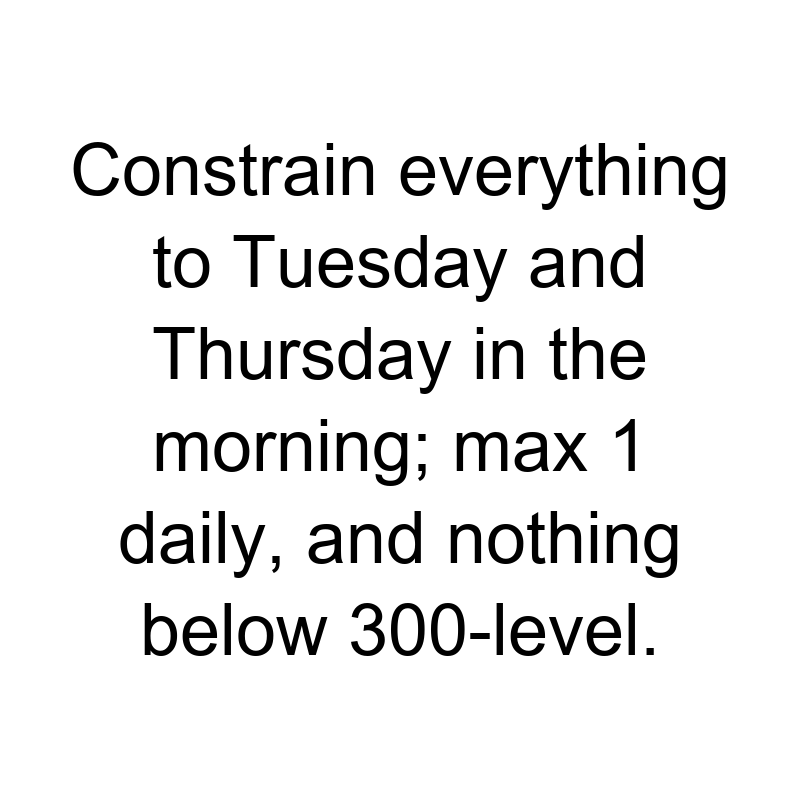 Constrain everything
to Tuesday and
Thursday in the
morning; max 1
daily, and nothing
below 300-level.